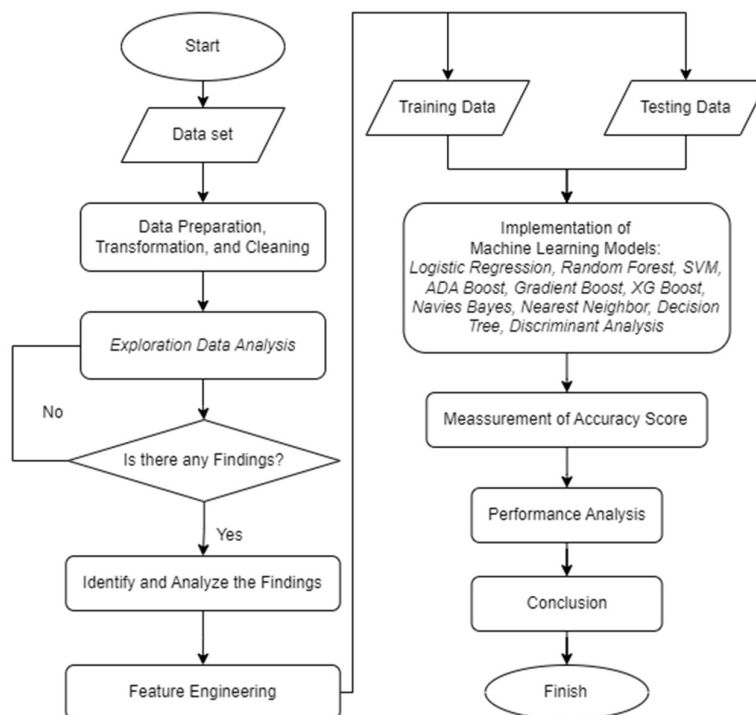 Start
Data set
Data Preparation,
Transformation, and Cleaning
Exploration Data Analysis
No
Is there any Findings?
Yes
Identify and Analyze the Findings
Feature Engineering
Training Data
Testing Data
Implementation of
Machine Learning Models:
Logistic Regression, Random Forest, SVM,
ADA Boost, Gradient Boost, XG Boost,
Navies Bayes, Nearest Neighbor, Decision
Tree, Discriminant Analysis
Meassurement of Accuracy Score
Performance Analysis
Conclusion
Finish